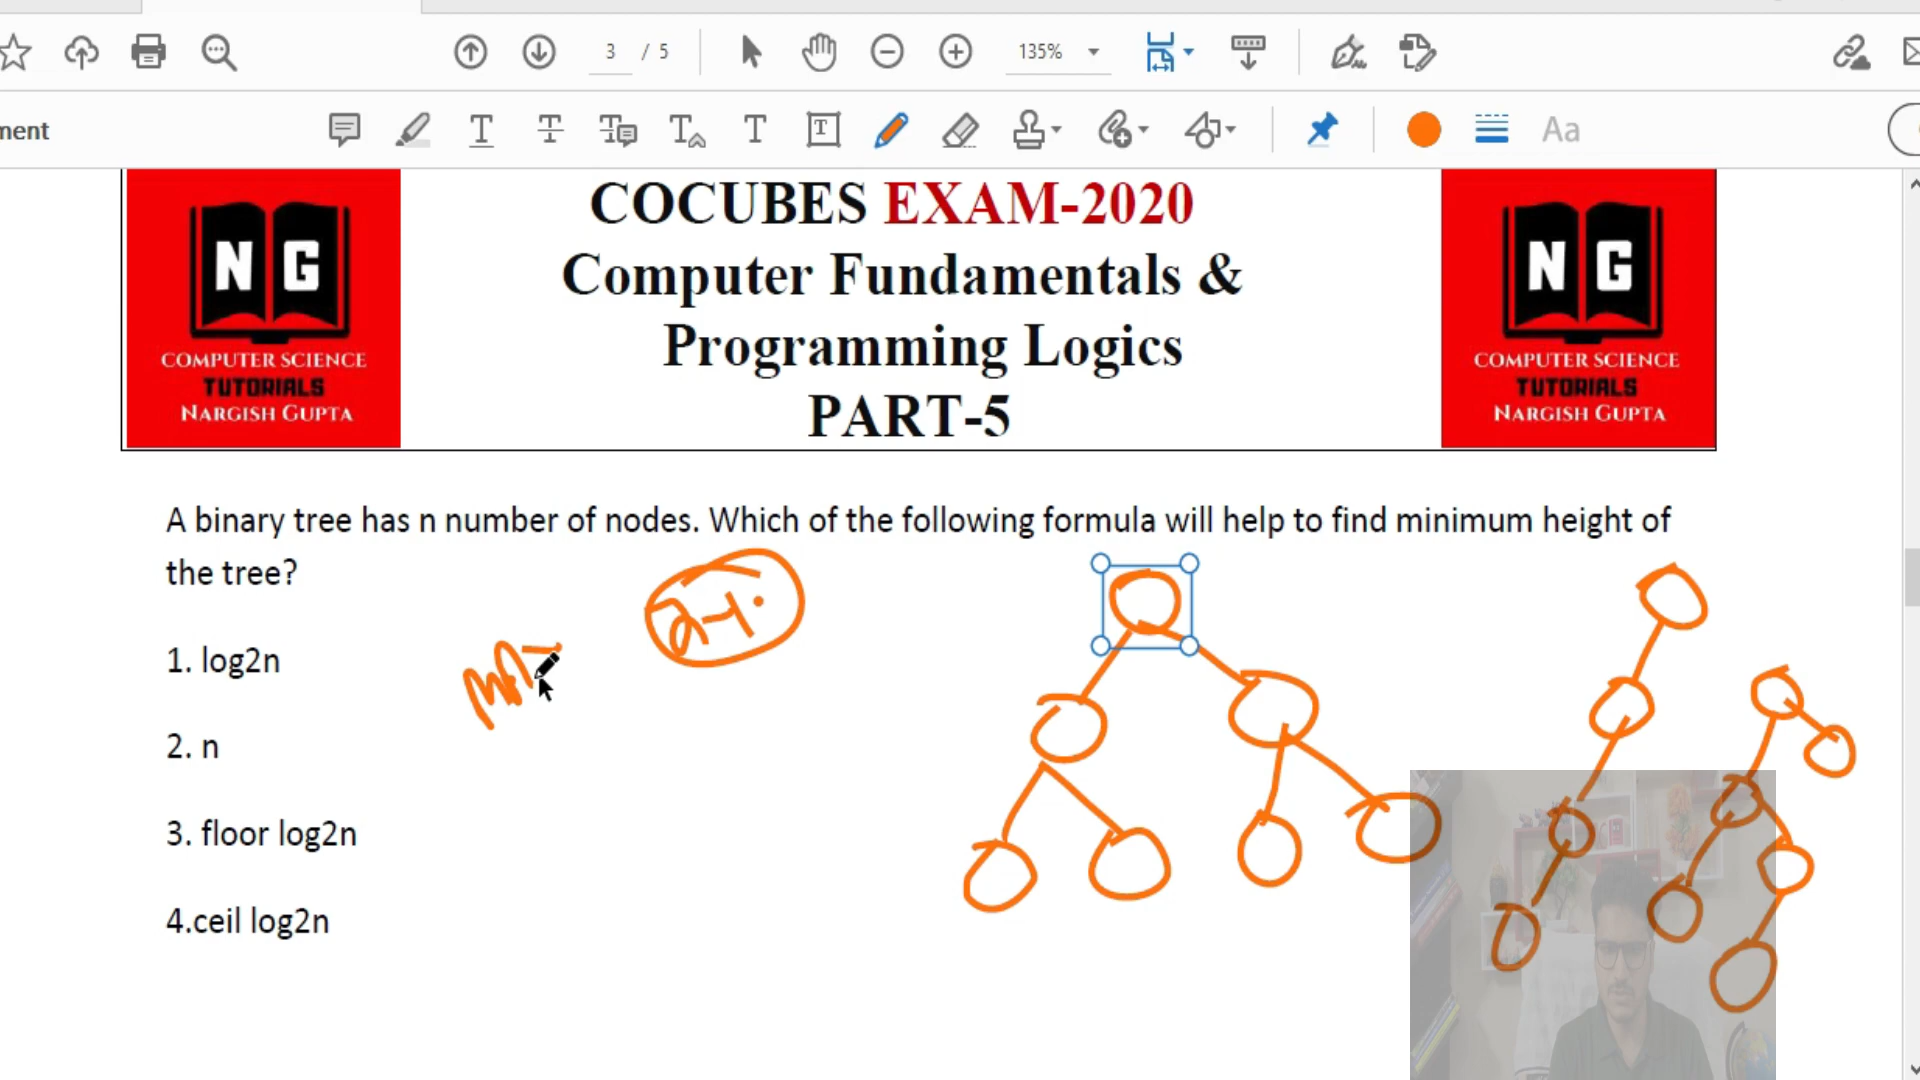 3 / 5
135%
ment
T
T
T
T
T
T
Aa
COCUBES EXAM-2020
Computer Fundamentals &
Programming Logics
PART-5
N G
COMPUTER SCIENCE
TUTORIALS
NARGISH GUPTA
N G
COMPUTER SCIENCE
TUTORIALS
NARGISH GUPTA
A binary tree has n number of nodes. Which of the following formula will help to find minimum height of
the tree?
1. log2n
2. n
3. floor log2n
4.ceil log2n